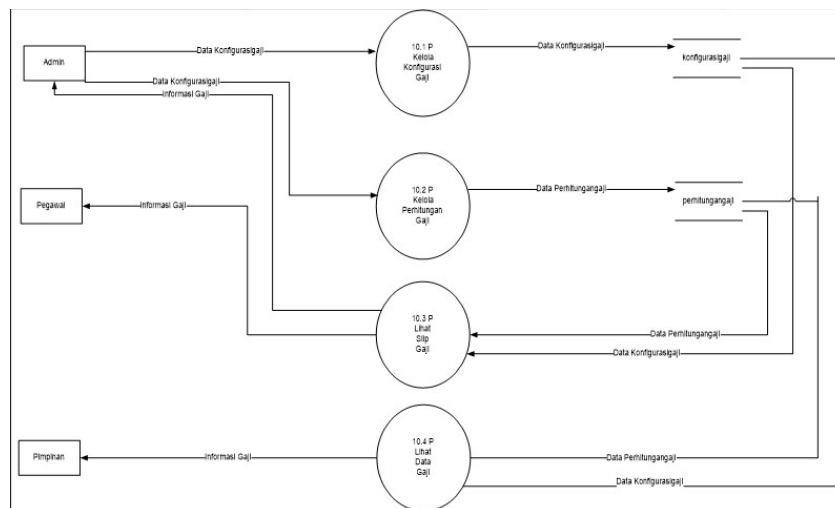 Admin
Data Konfigurasigaji
10.1 P
Kelola
Konfigurasi
Gaji
Data Konfigurasigaji
konfigurasigaji
Data Konfigurasigaji
Informasi Gaji
10.2 P
Kelola
Perhitungan
Gaji
Data Perhitungangaji
perhitungangaji
Pegawai
Informasi Gaji
10.3 P
Lihat
Slip
Gaji
Data Perhitungangaji
Data Konfigurasigaji
Pimpinan
Informasi Gaji
10.4 P
Lihat
Data
Gaji
Data Perhitungangaji
Data Konfigurasigaji